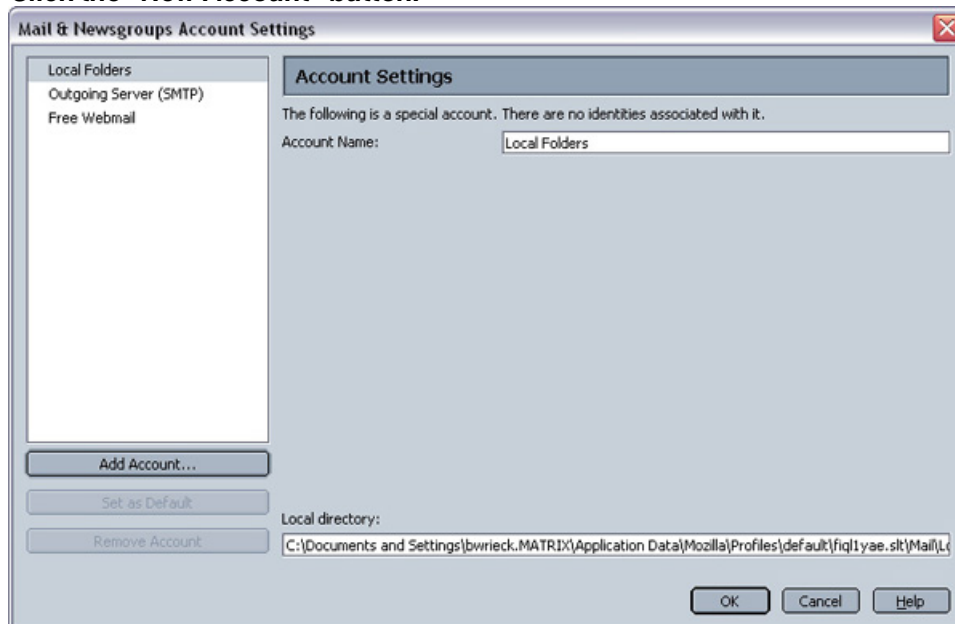 Click the "New Account" button.
Mail & Newsgroups Account Settings
Local Folders
Outgoing Server (SMTP)
Free Webmail
Account Settings
The following is a special account. There are no identities associated with it.
Account Name:
Local Folders
Add Account...
Set as Default
Remove Account
Local directory:
C:\Documents and Settings\bwrieck.MATRIX\Application Data\Mozilla\Profiles\default\fiql1yae.slt\Mail\Lo
OK
Cancel
Help